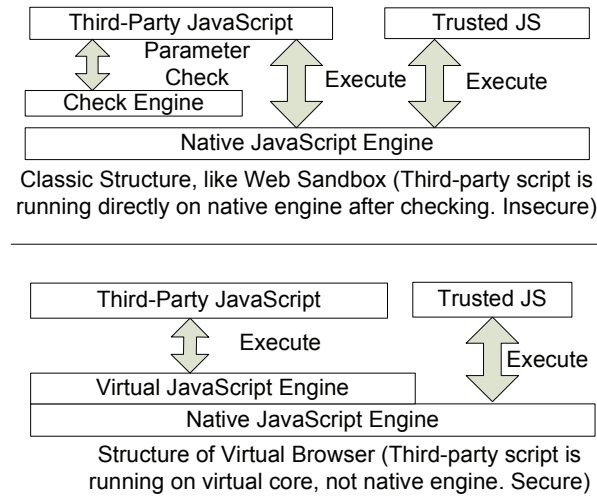 Third-Party JavaScript
Trusted JS
Parameter
Check
Execute
Execute
Check Engine
Native JavaScript Engine
Classic Structure, like Web Sandbox (Third-party script is
running directly on native engine after checking. Insecure)
Third-Party JavaScript
Trusted JS
Execute
Execute
Virtual JavaScript Engine
Native JavaScript Engine
Structure of Virtual Browser (Third-party script is
running on virtual core, not native engine. Secure)